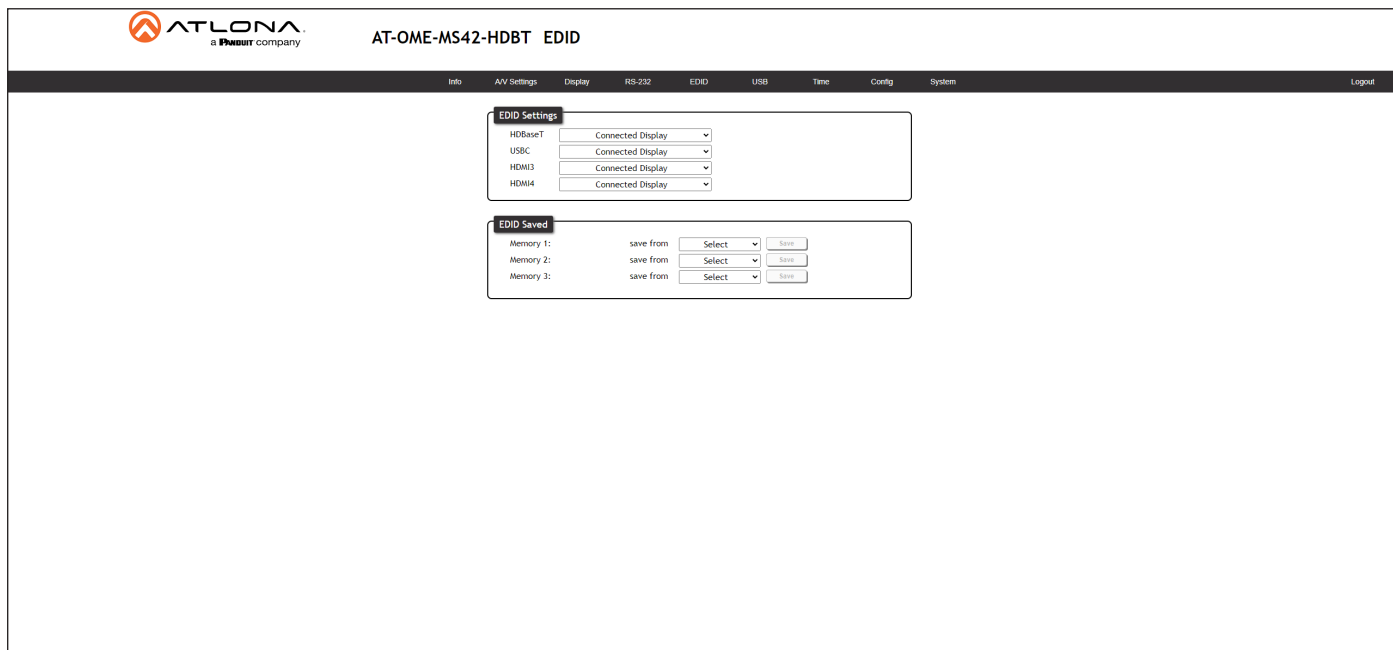 ATLONA.
a PANDUIT company
AT-OME-MS42-HDBT EDID
Info A/V Settings Display RS-232 EDID USB Time Config System Logout
EDID Settings
HDBaseT Connected Display
USBC Connected Display
HDMI3 Connected Display
HDMI4 Connected Display
EDID Saved
Memory 1: save from Select Save
Memory 2: save from Select Save
Memory 3: save from Select Save